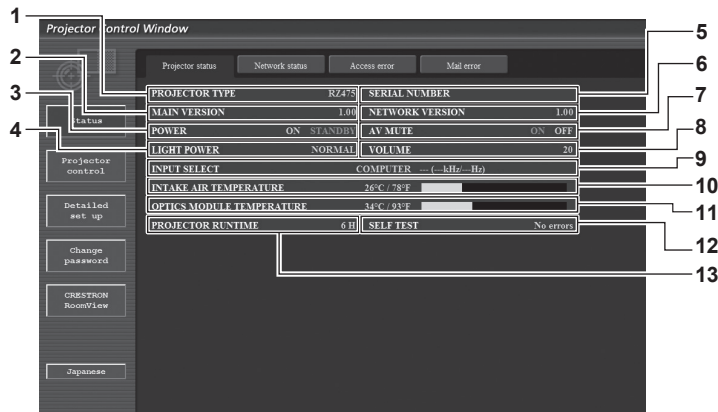 Projector Control Window
Projector status Network status Access error Mail error
Status
Projector
control
Detailed
set up
Change
password
CRESTRON
RoomView
Japanese
PROJECTOR TYPE RZ475 SERIAL NUMBER
MAIN VERSION 1.00 NETWORK VERSION 1.00
POWER ON STANDBY AV MUTE ON OFF
LIGHT POWER NORMAL VOLUME 20
INPUT SELECT COMPUTER --- (---kHz/---Hz)
INTAKE AIR TEMPERATURE 26°C / 78°F
OPTICS MODULE TEMPERATURE 34°C / 93°F
PROJECTOR RUNTIME 6 H SELF TEST No errors
1
2
3
4
5
6
7
8
9
10
11
12
13